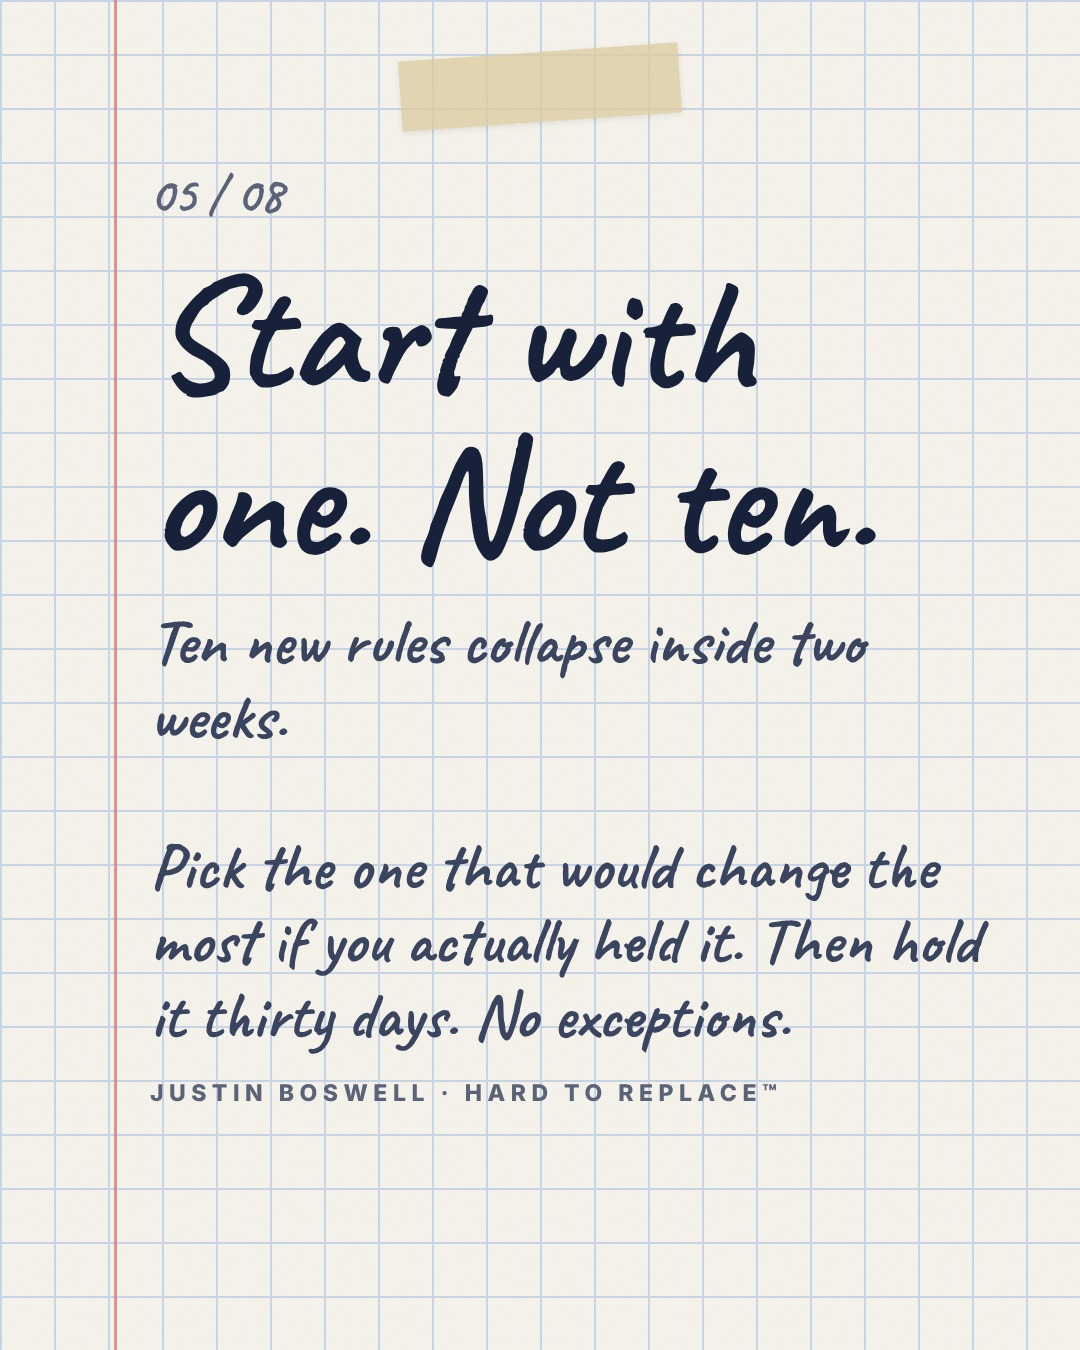 05 / 08
Start with
one. Not ten.
Ten new rules collapse inside two
weeks.
Pick the one that would change the
most if you actually held it. Then hold
it thirty days. No exceptions.
JUSTIN BOSWELL · HARD TO REPLACE™